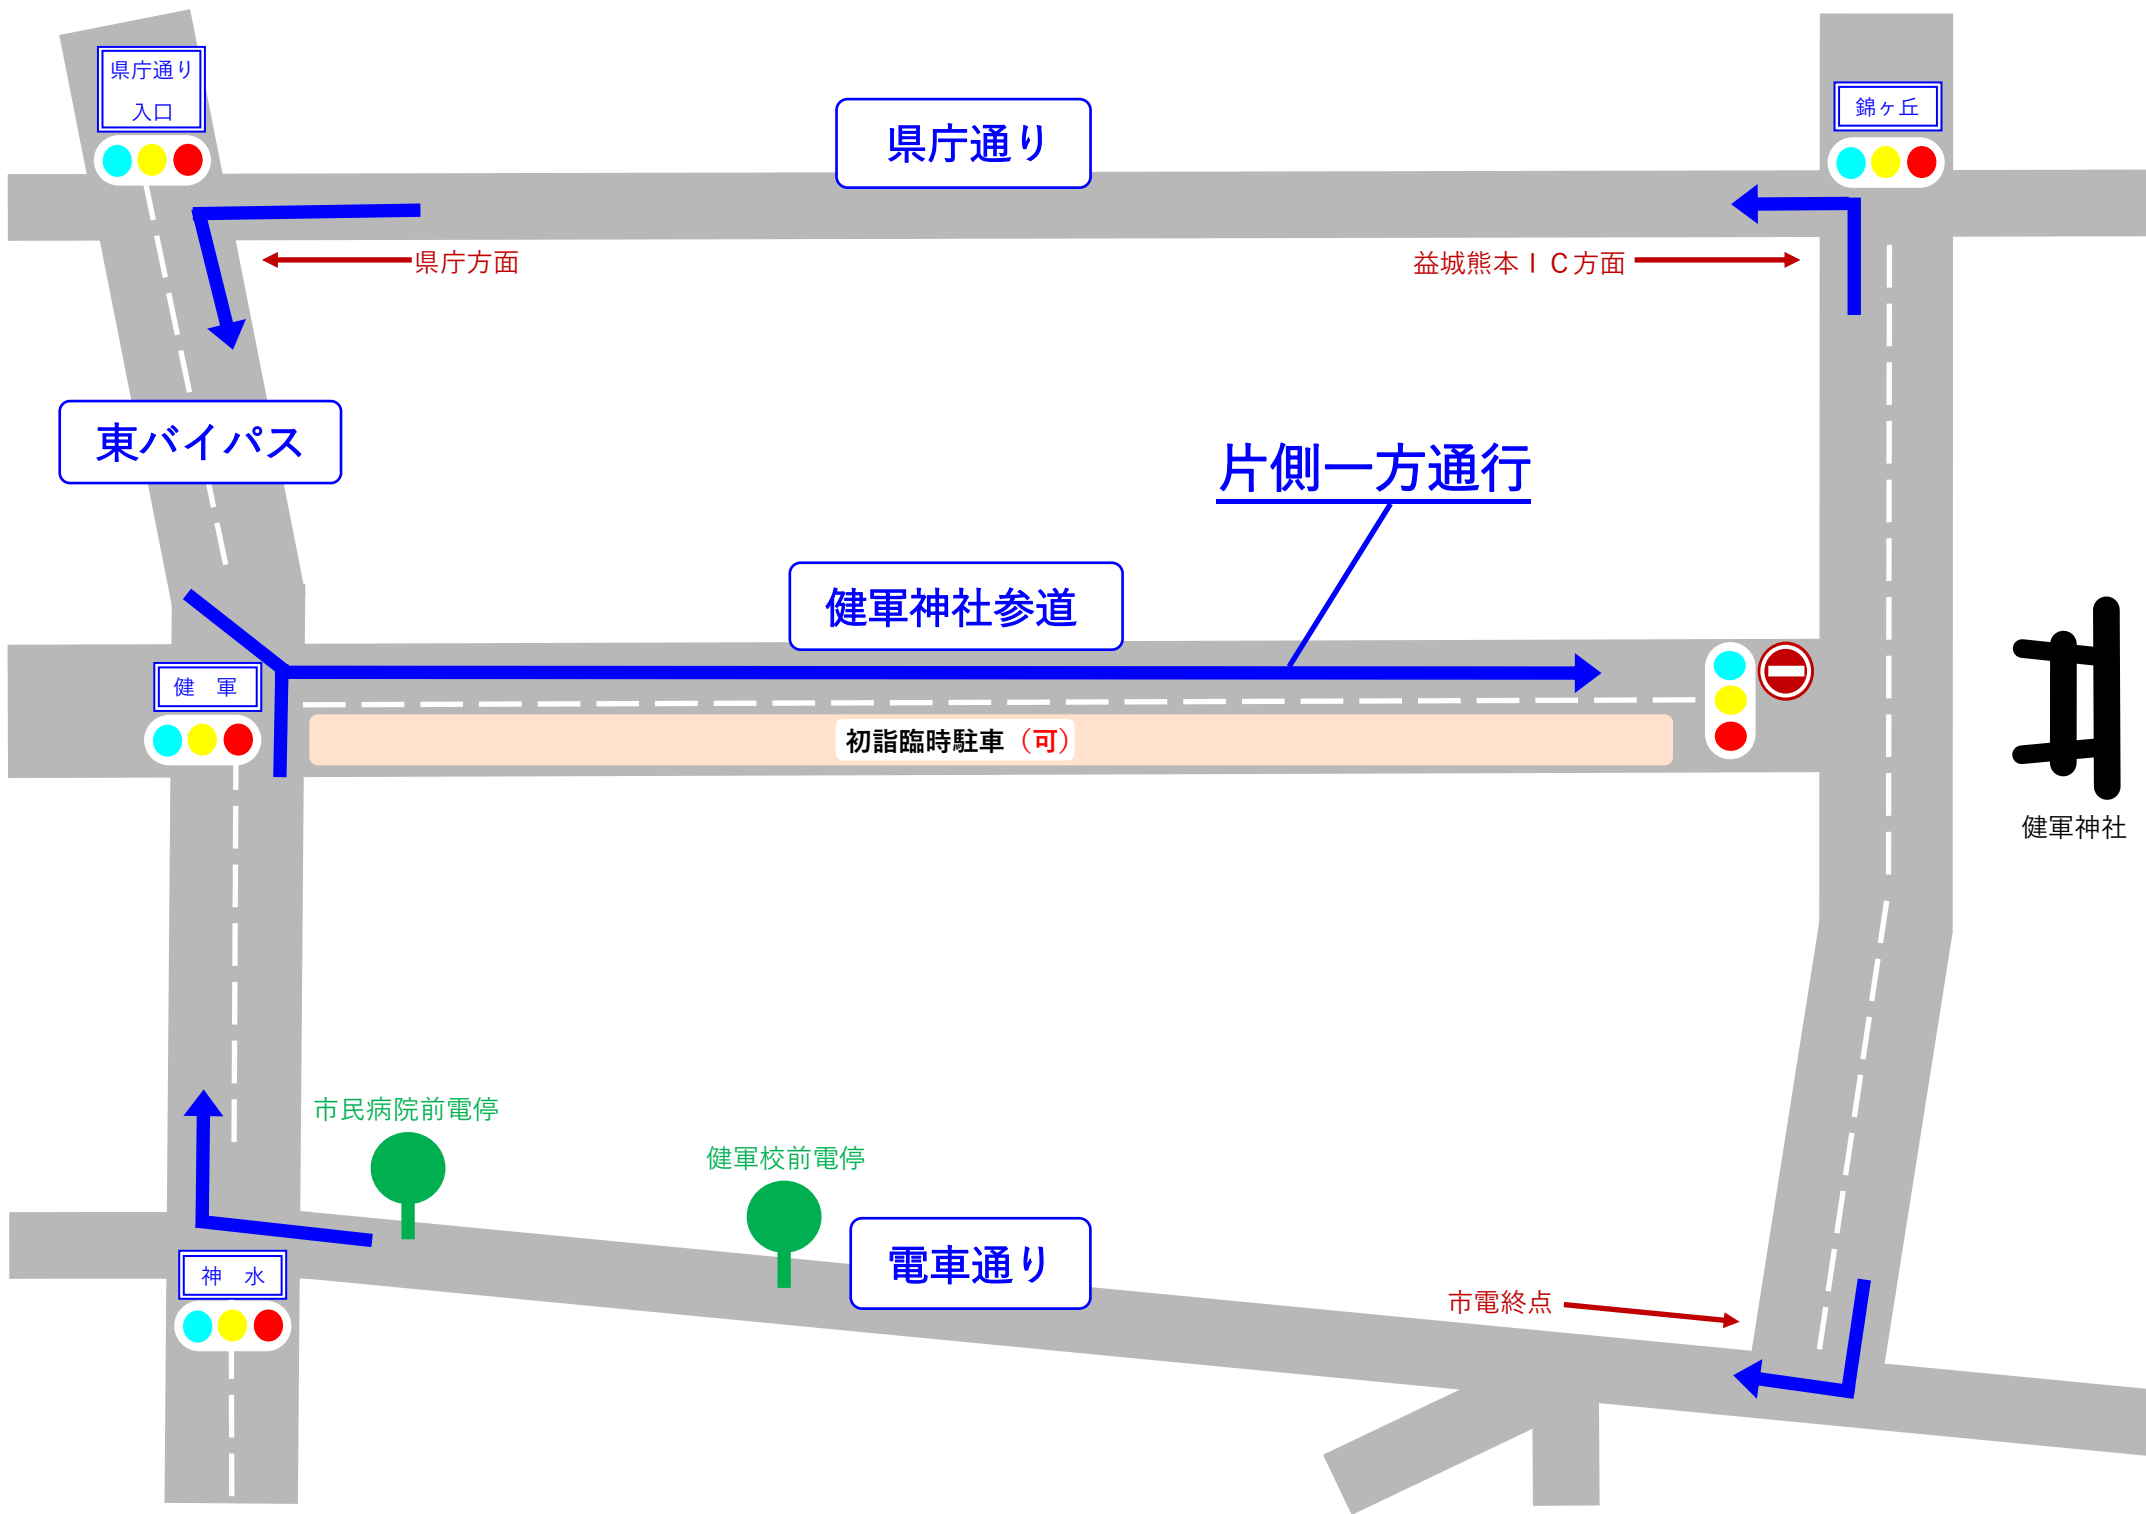 県庁通り
入口
錦ヶ丘
県庁通り
県庁方面
益城熊本ＩＣ方面
東バイパス
片側一方通行
健軍神社参道
健　軍
初詣臨時駐車（可）
健軍神社
市民病院前電停
健軍校前電停
電車通り
神　水
市電終点